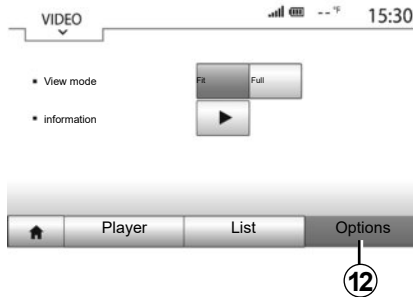 VIDEO
--°F 15:30
View mode Fit Full
information
Player List Options
12